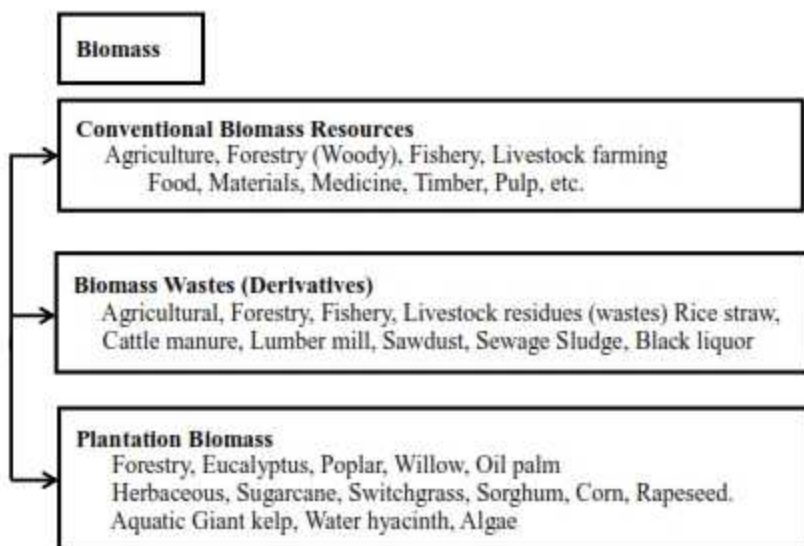 Biomass
Conventional Biomass Resources
Agriculture, Forestry (Woody), Fishery, Livestock farming
Food, Materials, Medicine, Timber, Pulp, etc.
Biomass Wastes (Derivatives)
Agricultural, Forestry, Fishery, Livestock residues (wastes) Rice straw,
Cattle manure, Lumber mill, Sawdust, Sewage Sludge, Black liquor
Plantation Biomass
Forestry, Eucalyptus, Poplar, Willow, Oil palm
Herbaceous, Sugarcane, Switchgrass, Sorghum, Corn, Rapeseed.
Aquatic Giant kelp, Water hyacinth, Algae